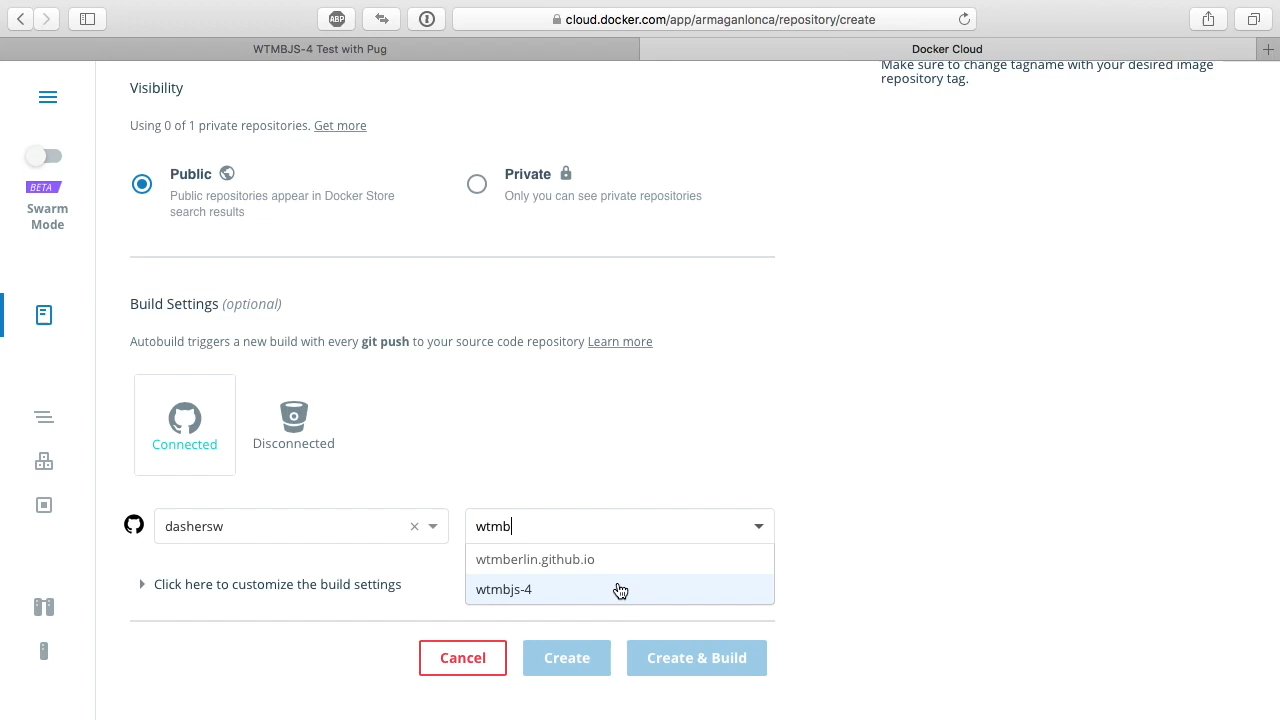 ABP
cloud.docker.com/app/armaganlonca/repository/create
WTMBJS-4 Test with Pug
Docker Cloud
Make sure to change tagname with your desired image
repository tag.
BETA
Swarm
Mode
Visibility
Using 0 of 1 private repositories. Get more
Public
Public repositories appear in Docker Store
search results
Private
Only you can see private repositories
Build Settings (optional)
Autobuild triggers a new build with every git push to your source code repository Learn more
Connected
Disconnected
dashersw
wtmb
wtmberlin.github.io
wtmbjs-4
Click here to customize the build settings
Cancel
Create
Create & Build